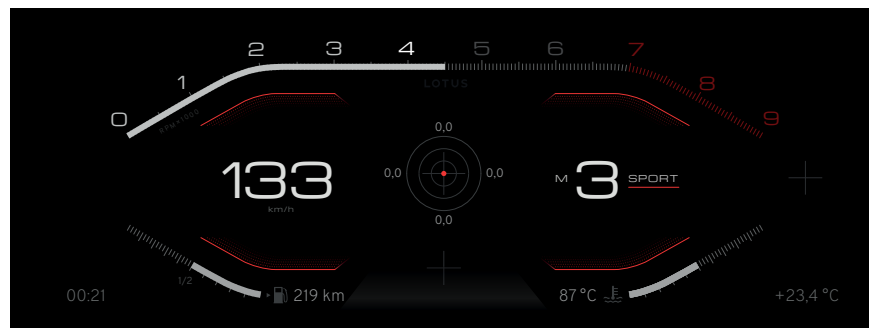 0 1 2 3 4 5 6 7 8 9
RPM×1000
LOTUS
0,0
0,0 0,0
0,0
133
km/h
M 3 SPORT
1/2
00:21
219 km
87 °C
+23,4 °C